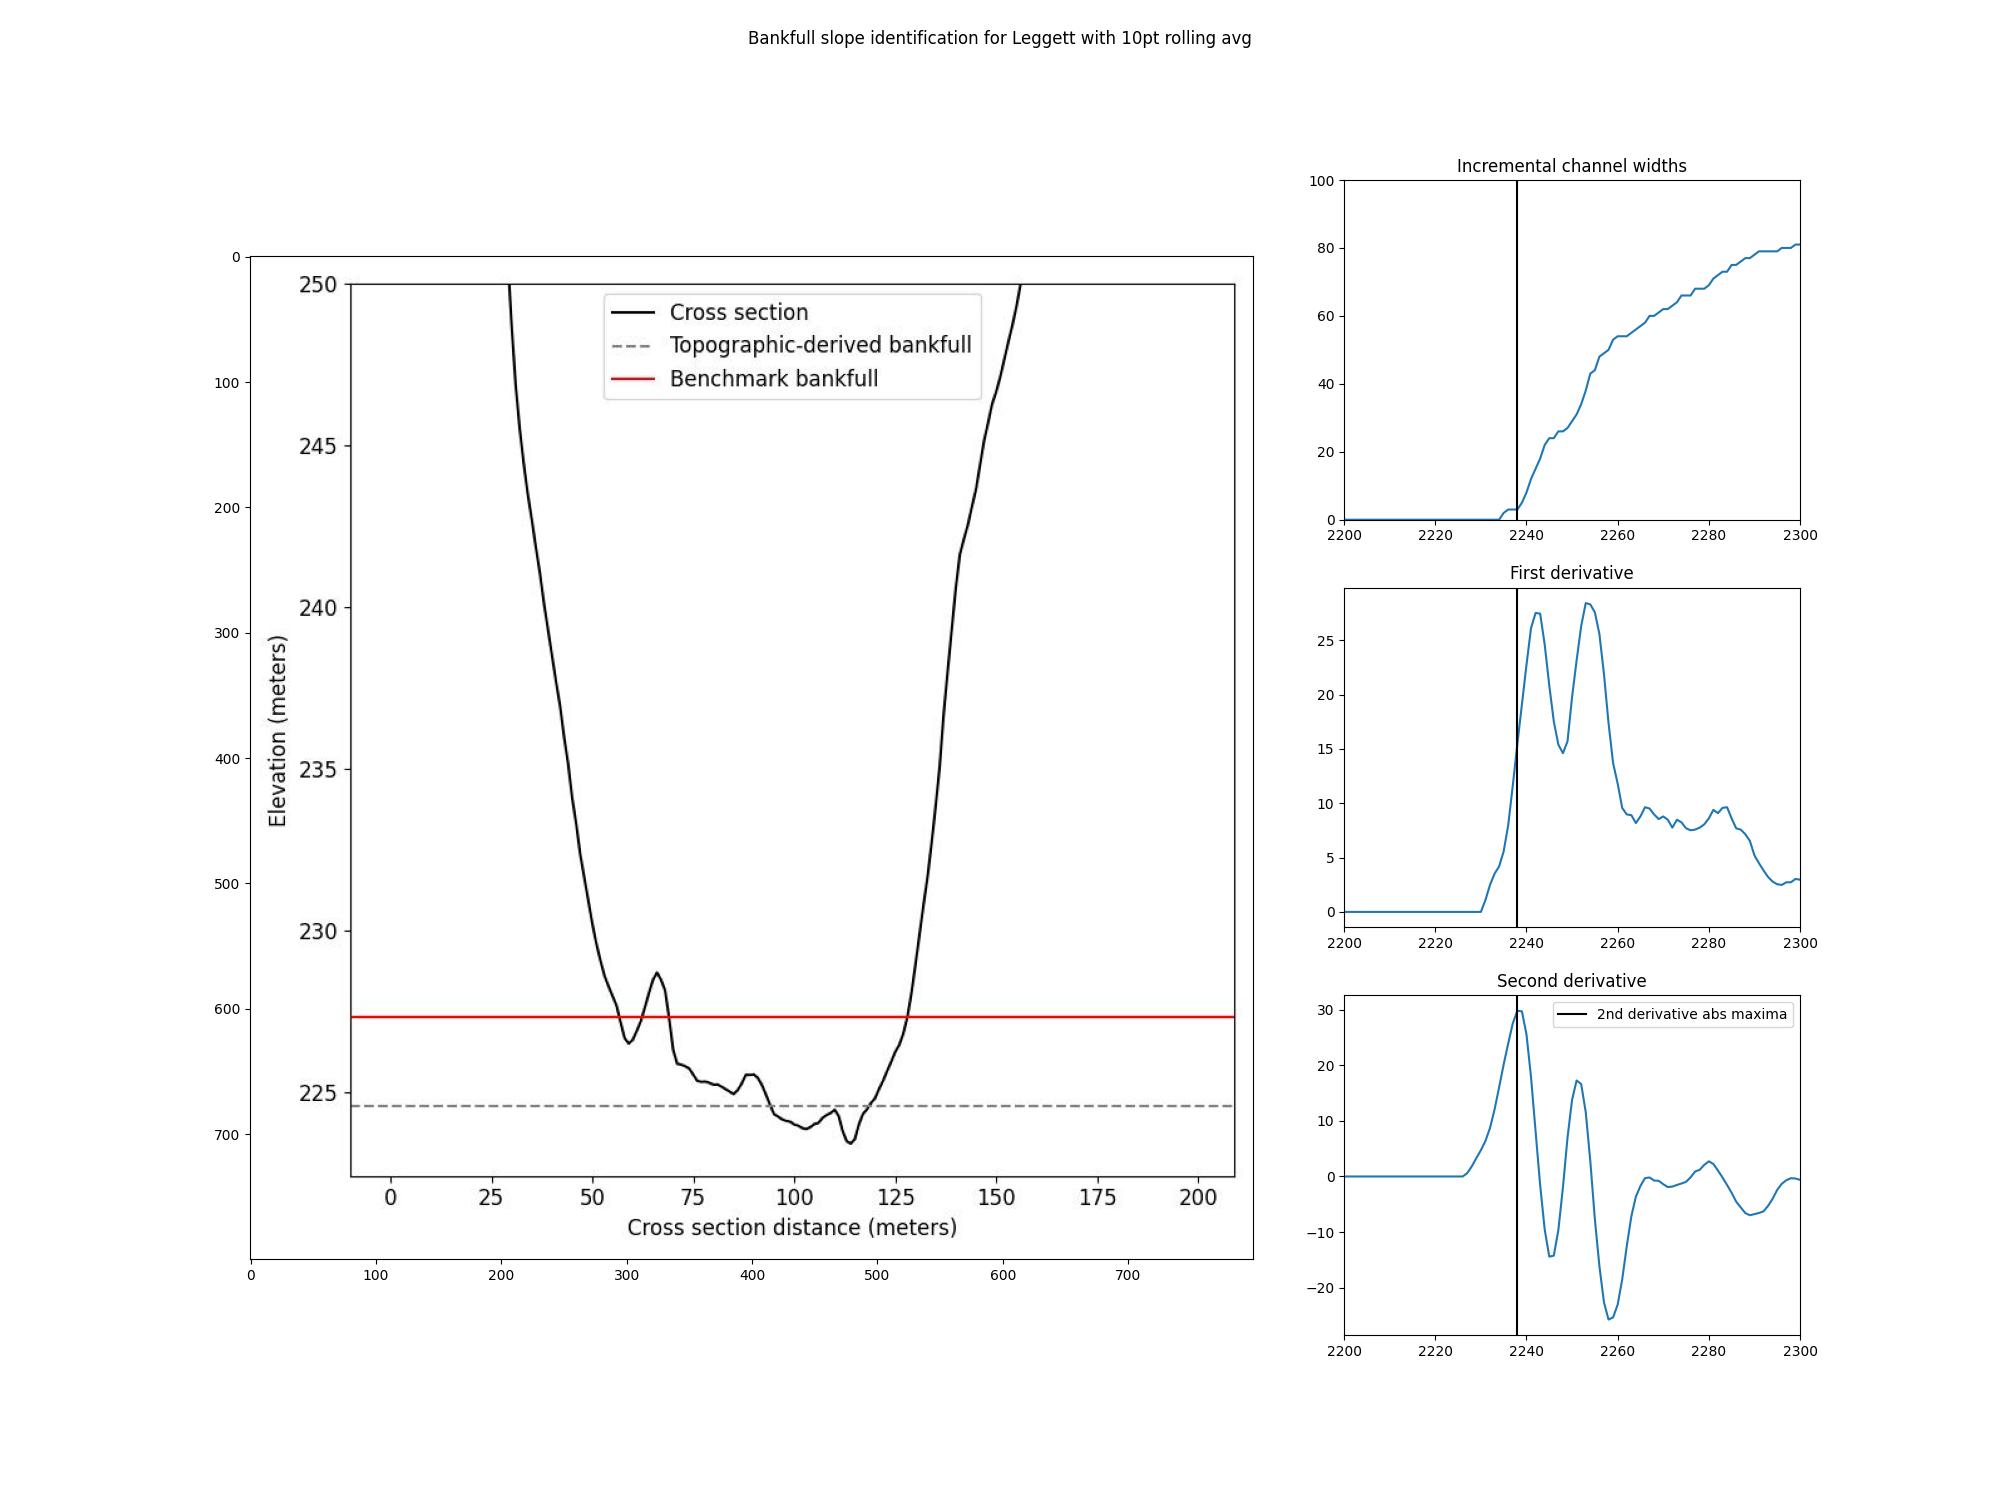 Bankfull slope identification for Leggett with 10pt rolling avg
0
100
200
300
400
500
600
700
250
245
240
235
230
225
Elevation (meters)
Cross section
Topographic-derived bankfull
Benchmark bankfull
0 25 50 75 100 125 150 175 200
Cross section distance (meters)
0 100 200 300 400 500 600 700
Incremental channel widths
100
80
60
40
20
0
2200 2220 2240 2260 2280 2300
First derivative
25
20
15
10
5
0
2200 2220 2240 2260 2280 2300
Second derivative
2nd derivative abs maxima
30
20
10
0
−10
−20
2200 2220 2240 2260 2280 2300